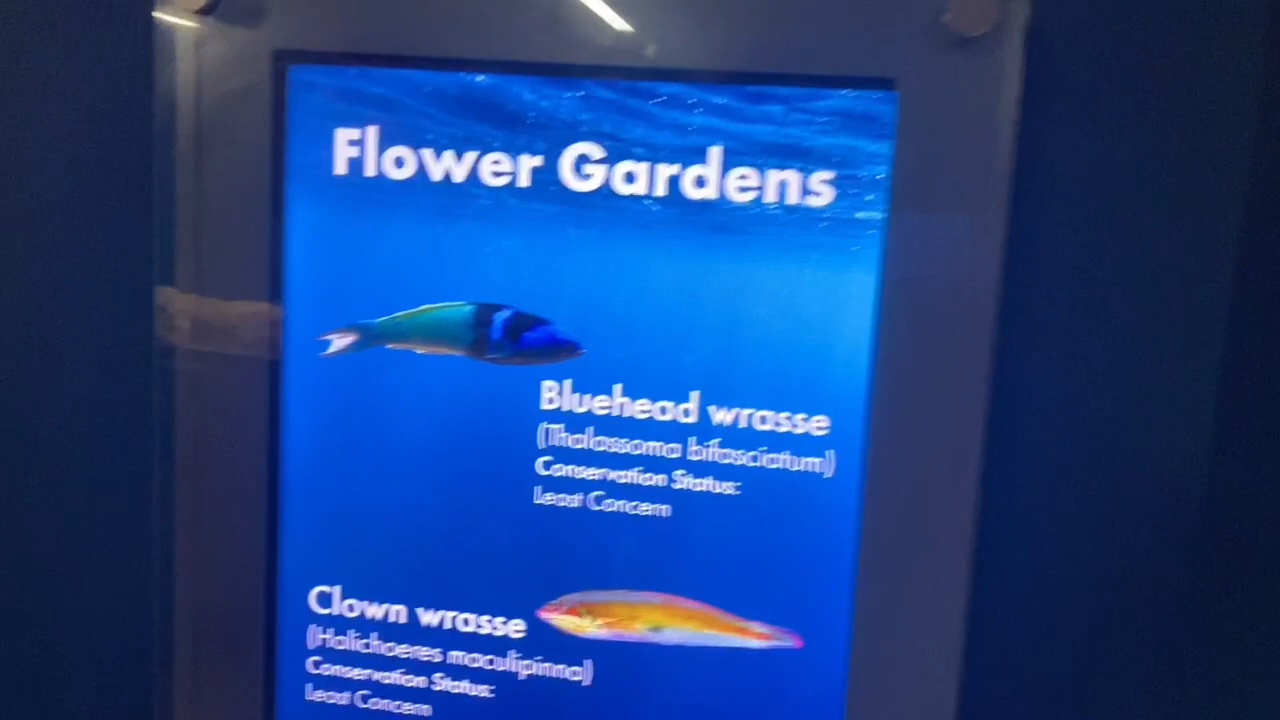 Flower Gardens
Bluehead wrasse
(Thalassoma bifasciatum)
Conservation Status:
Least Concern
Clown wrasse
(Halichoeres maculipinna)
Conservation Status:
Least Concern